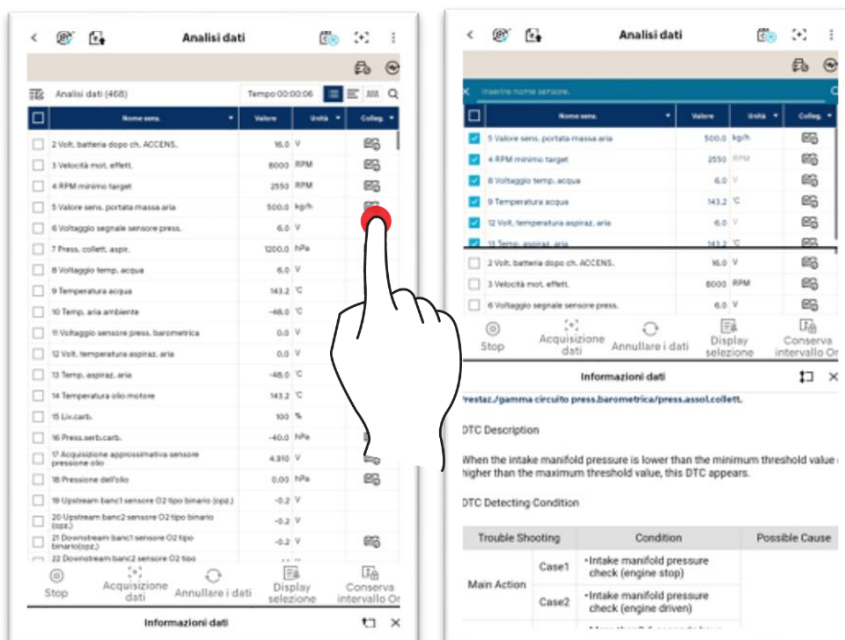 Analisi dati
Analisi dati (468)
Tempo 00:00:06
Nome sens. Valore Unità Colleg.
2 Volt. batteria dopo ch. ACCENS. 16.0 V
3 Velocità mot. effett. 8000 RPM
4 RPM minimo target 2550 RPM
5 Valore sens. portata massa aria 500.0 kg/h
6 Voltaggio segnale sensore press. 6.0 V
7 Press. collett. aspir. 1200.0 hPa
8 Voltaggio temp. acqua 6.0 V
9 Temperatura acqua 143.2 °C
10 Temp. aria ambiente -48.0 °C
11 Voltaggio sensore press. barometrica 0.0 V
12 Volt. temperatura aspiraz. aria 0.0 V
13 Temp. aspiraz. aria -48.0 °C
14 Temperatura olio motore 143.2 °C
15 Liv.carb. 100 %
16 Press.serb.carb. -40.0 hPa
17 Acquisizione approssimativa sensore
pressione olio 4.910 V
18 Pressione dell'olio 0.00 hPa
19 Upstream banc1 sensore O2 tipo binario (opz.) -0.2 V
20 Upstream banc2 sensore O2 tipo binario
(opz.) -0.2 V
21 Downstream banc1 sensore O2 tipo
binario(opz.) -0.2 V
22 Downstream banc2 sensore O2 tipo
Stop
Acquisizione
dati
Annullare i dati
Display
selezione
Conserva
intervallo Or
Informazioni dati
Analisi dati
Inserire nome sensore.
Nome sens. Valore Unità Colleg.
5 Valore sens. portata massa aria 500.0 kg/h
4 RPM minimo target 2550 RPM
8 Voltaggio temp. acqua 6.0 V
9 Temperatura acqua 143.2 °C
12 Volt. temperatura aspiraz. aria 6.0 V
13 Temp. aspiraz. aria 143.2 °C
2 Volt. batteria dopo ch. ACCENS. 16.0 V
3 Velocità mot. effett. 8000 RPM
6 Voltaggio segnale sensore press. 6.0 V
Stop
Acquisizione
dati
Annullare i dati
Display
selezione
Conserva
intervallo Or
Informazioni dati
Prestaz./gamma circuito press.barometrica/press.assol.collett.
DTC Description
When the intake manifold pressure is lower than the minimum threshold value
higher than the maximum threshold value, this DTC appears.
DTC Detecting Condition
Trouble Shooting Condition Possible Cause
Main Action
Case1 •Intake manifold pressure
check (engine stop)
Case2 •Intake manifold pressure
check (engine driven)